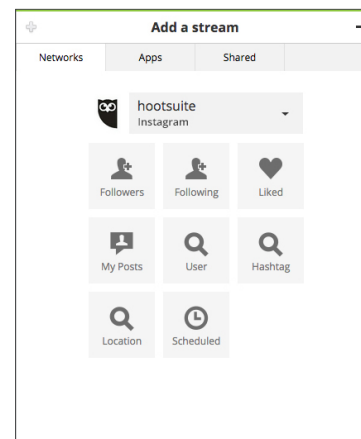 Add a stream
Networks Apps Shared
hootsuite
Instagram
Followers Following Liked
My Posts User Hashtag
Location Scheduled